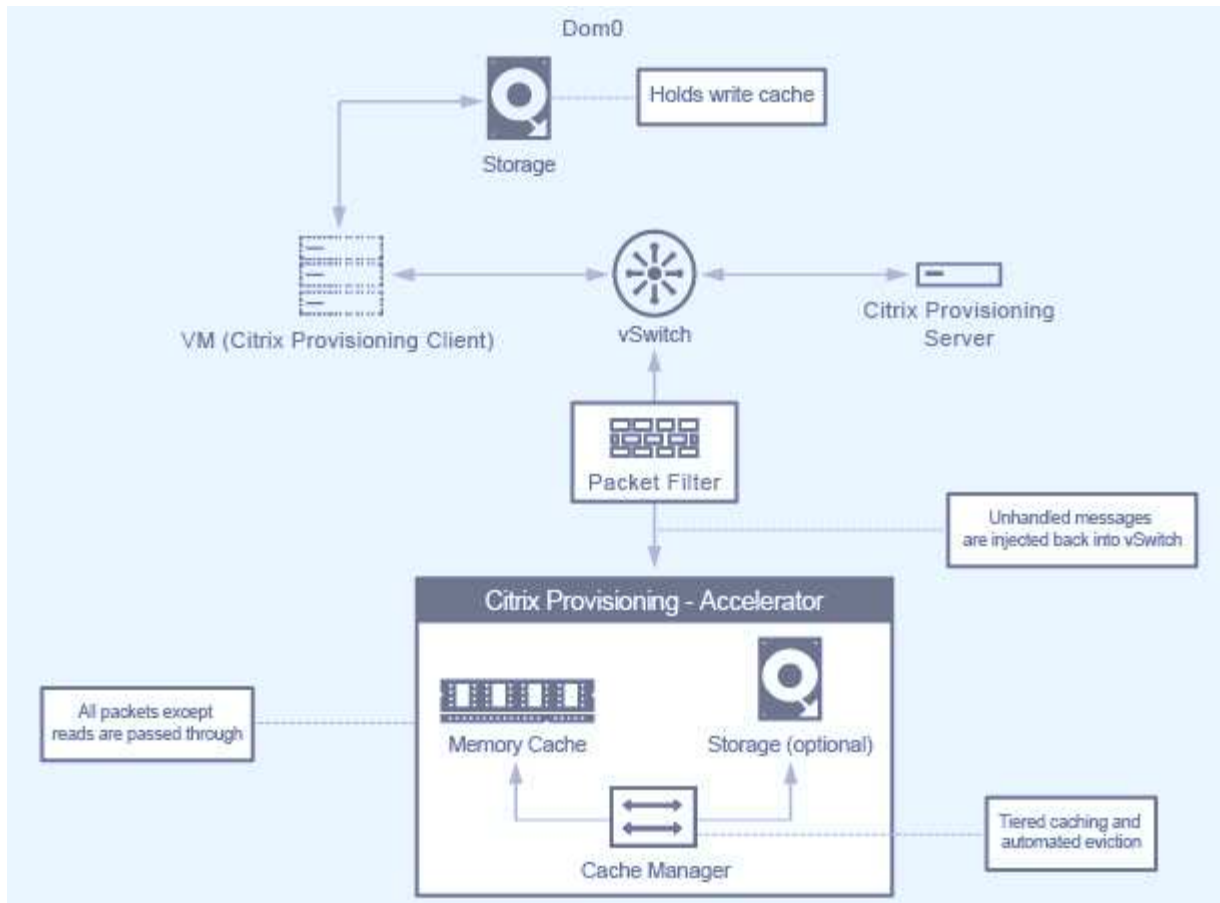 Dom0
Holds write cache
Storage
VM (Citrix Provisioning Client)
vSwitch
Citrix Provisioning
Server
Packet Filter
Unhandled messages
are injected back into vSwitch
Citrix Provisioning - Accelerator
All packets except
reads are passed through
Memory Cache
Storage (optional)
Tiered caching and
automated eviction
Cache Manager